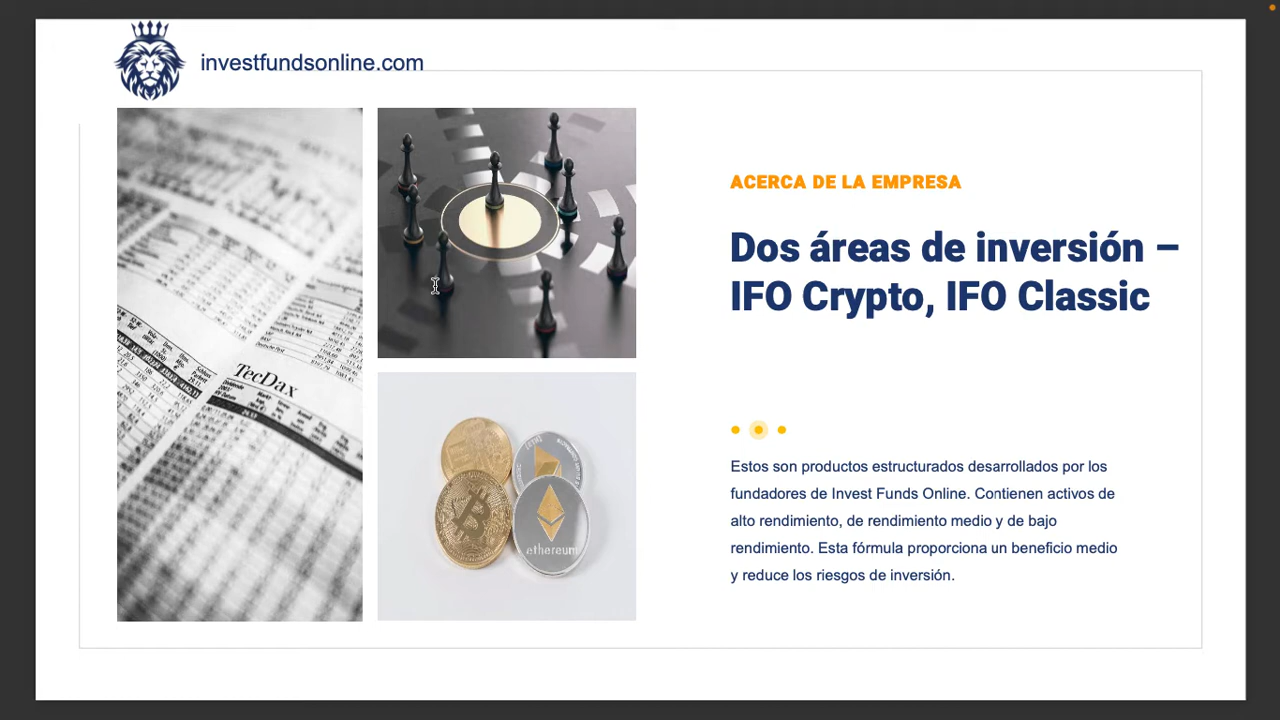 investfundsonline.com
ACERCA DE LA EMPRESA
Dos áreas de inversión –
IFO Crypto, IFO Classic
Estos son productos estructurados desarrollados por los
fundadores de Invest Funds Online. Contienen activos de
alto rendimiento, de rendimiento medio y de bajo
rendimiento. Esta fórmula proporciona un beneficio medio
y reduce los riesgos de inversión.
TecDax
ethereum